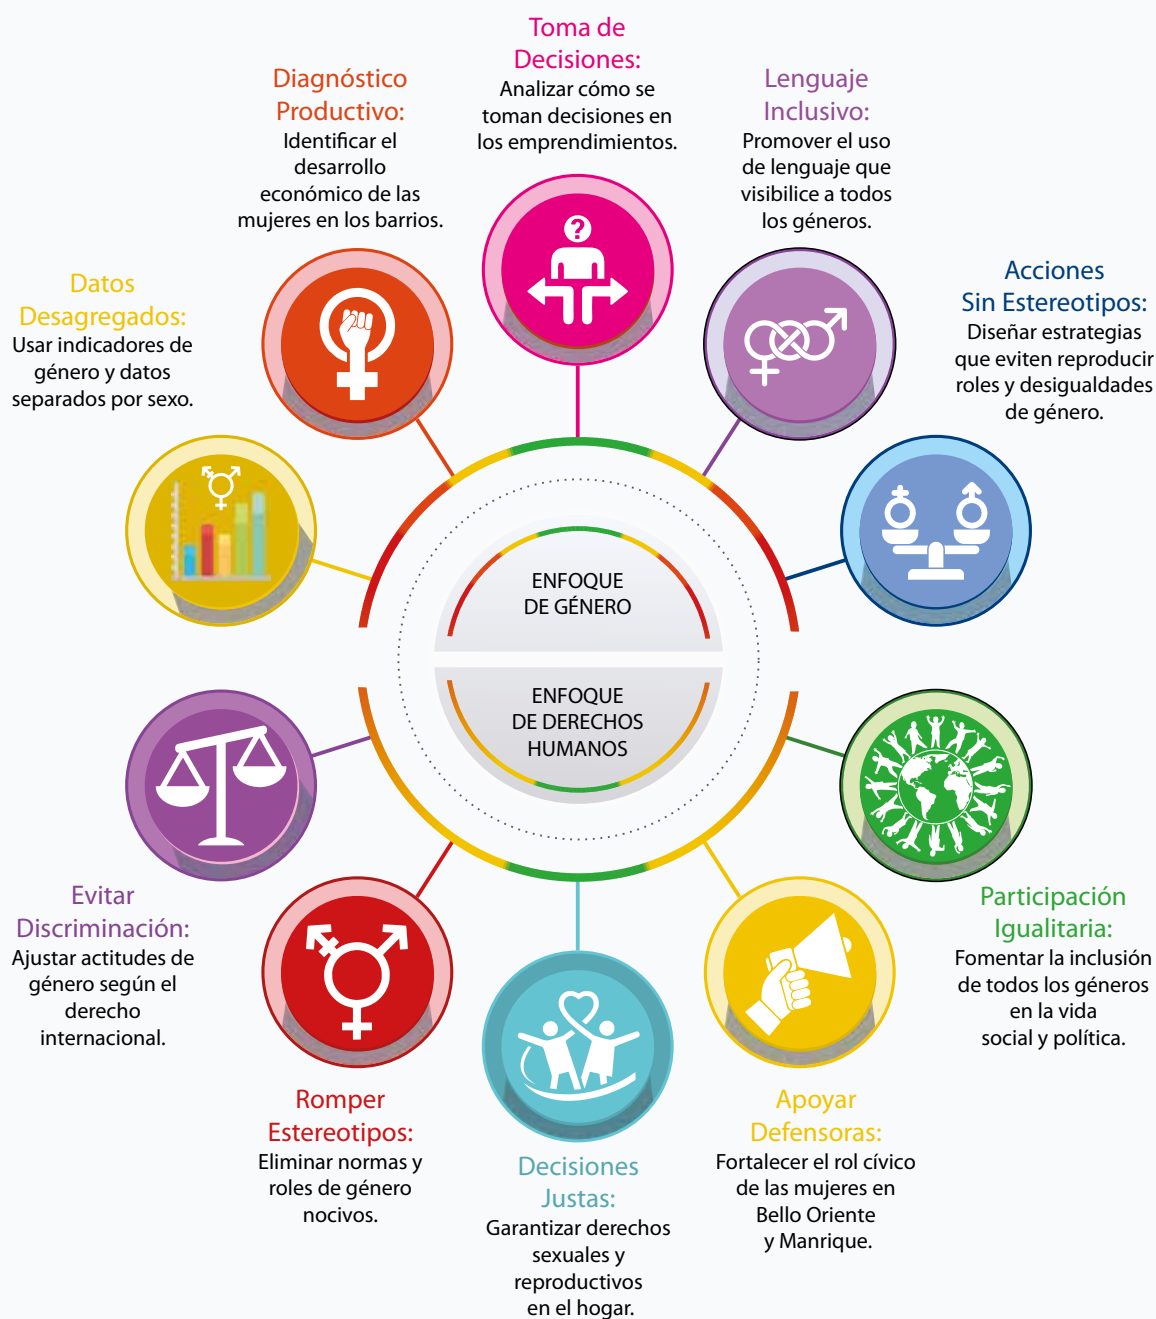 Toma de
Decisiones:
Analizar cómo se
toman decisiones en
los emprendimientos.
Diagnóstico
Productivo:
Identificar el
desarrollo
económico de las
mujeres en los barrios.
Lenguaje
Inclusivo:
Promover el uso
de lenguaje que
visibilice a todos
los géneros.
Datos
Desagregados:
Usar indicadores de
género y datos
separados por sexo.
Acciones
Sin Estereotipos:
Diseñar estrategias
que eviten reproducir
roles y desigualdades
de género.
?
ENFOQUE
DE GÉNERO
ENFOQUE
DE DERECHOS
HUMANOS
Evitar
Discriminación:
Ajustar actitudes de
género según el
derecho
internacional.
Romper
Estereotipos:
Eliminar normas y
roles de género
nocivos.
Decisiones
Justas:
Garantizar derechos
sexuales y
reproductivos
en el hogar.
Apoyar
Defensoras:
Fortalecer el rol cívico
de las mujeres en
Bello Oriente
y Manrique.
Participación
Igualitaria:
Fomentar la inclusión
de todos los géneros
en la vida
social y política.